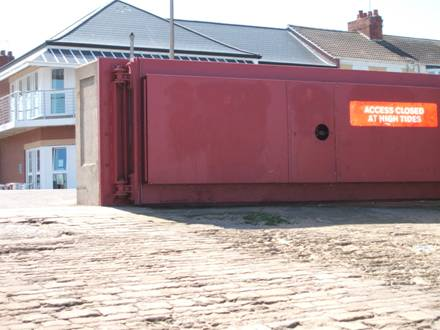 ACCESS CLOSED
AT HIGH TIDES